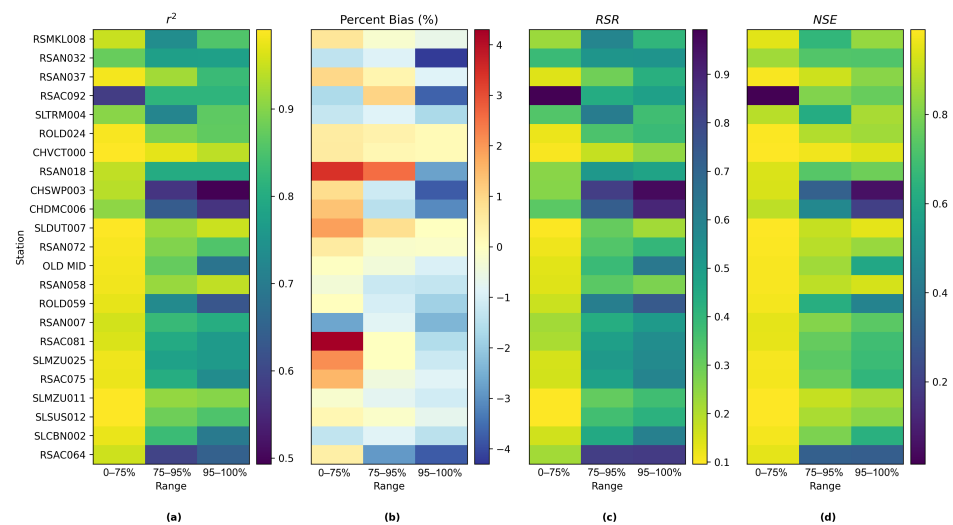 r²
Percent Bias (%)
RSR
NSE
Station
RSMKL008
RSAN032
RSAN037
RSAC092
SLTRM004
ROLD024
CHVCT000
RSAN018
CHSWP003
CHDMC006
SLDUT007
RSAN072
OLD MID
RSAN058
ROLD059
RSAN007
RSAC081
SLMZU025
RSAC075
SLMZU011
SLSUS012
SLCBN002
RSAC064
0–75% 75–95% 95–100%
Range
(a)
0.9
0.8
0.7
0.6
0.5
0–75% 75–95% 95–100%
Range
(b)
4
3
2
1
0
−1
−2
−3
−4
0–75% 75–95% 95–100%
Range
(c)
0.9
0.8
0.7
0.6
0.5
0.4
0.3
0.2
0.1
0–75% 75–95% 95–100%
Range
(d)
0.8
0.6
0.4
0.2